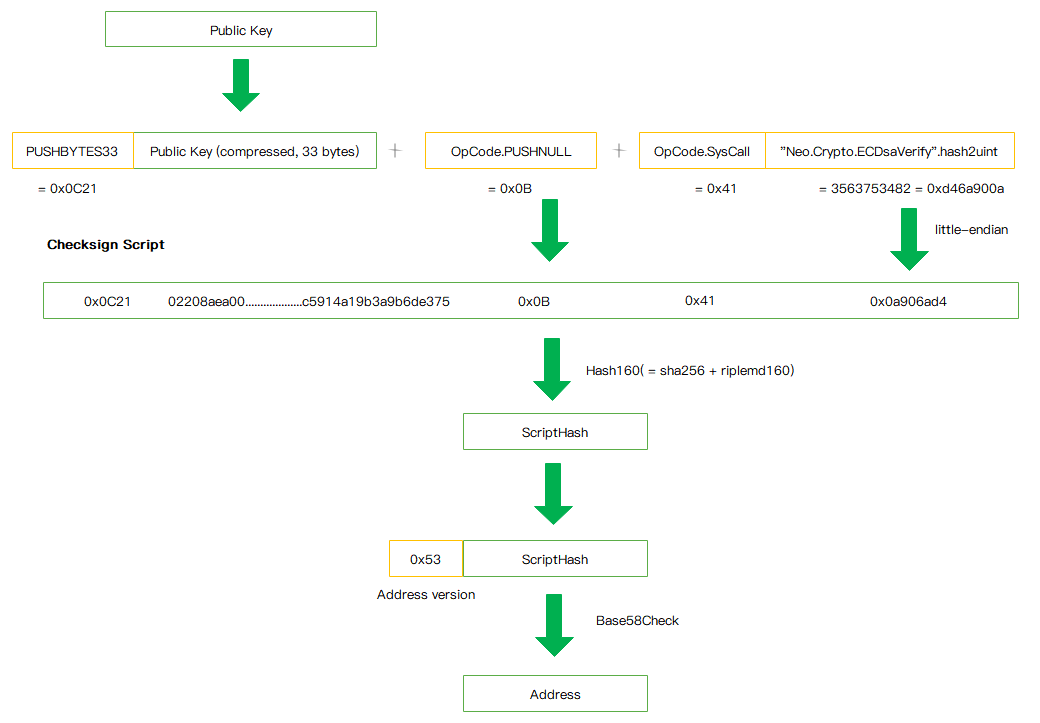 Public Key
PUSHBYTES33 Public Key (compressed, 33 bytes) + OpCode.PUSHNULL + OpCode.SysCall ”Neo.Crypto.ECDsaVerify”.hash2uint
= 0x0C21 = 0x0B = 0x41 = 3563753482 = 0xd46a900a
little-endian
Checksign Script
0x0C21 02208aea00...................c5914a19b3a9b6de375 0x0B 0x41 0x0a906ad4
Hash160( = sha256 + riplemd160)
ScriptHash
0x53 ScriptHash
Address version
Base58Check
Address